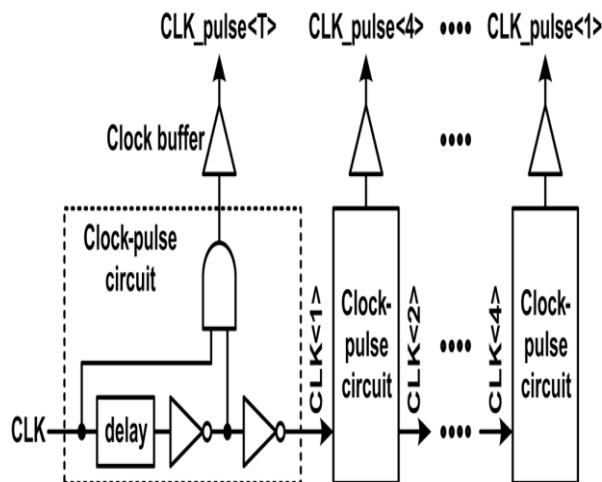 CLK_pulse<T> CLK_pulse<4> •••• CLK_pulse<1>
Clock buffer
••••
Clock-pulse
circuit
CLK
delay
CLK<1>
Clock-
pulse
circuit
CLK<2>
••••
••••
CLK<4>
Clock-
pulse
circuit